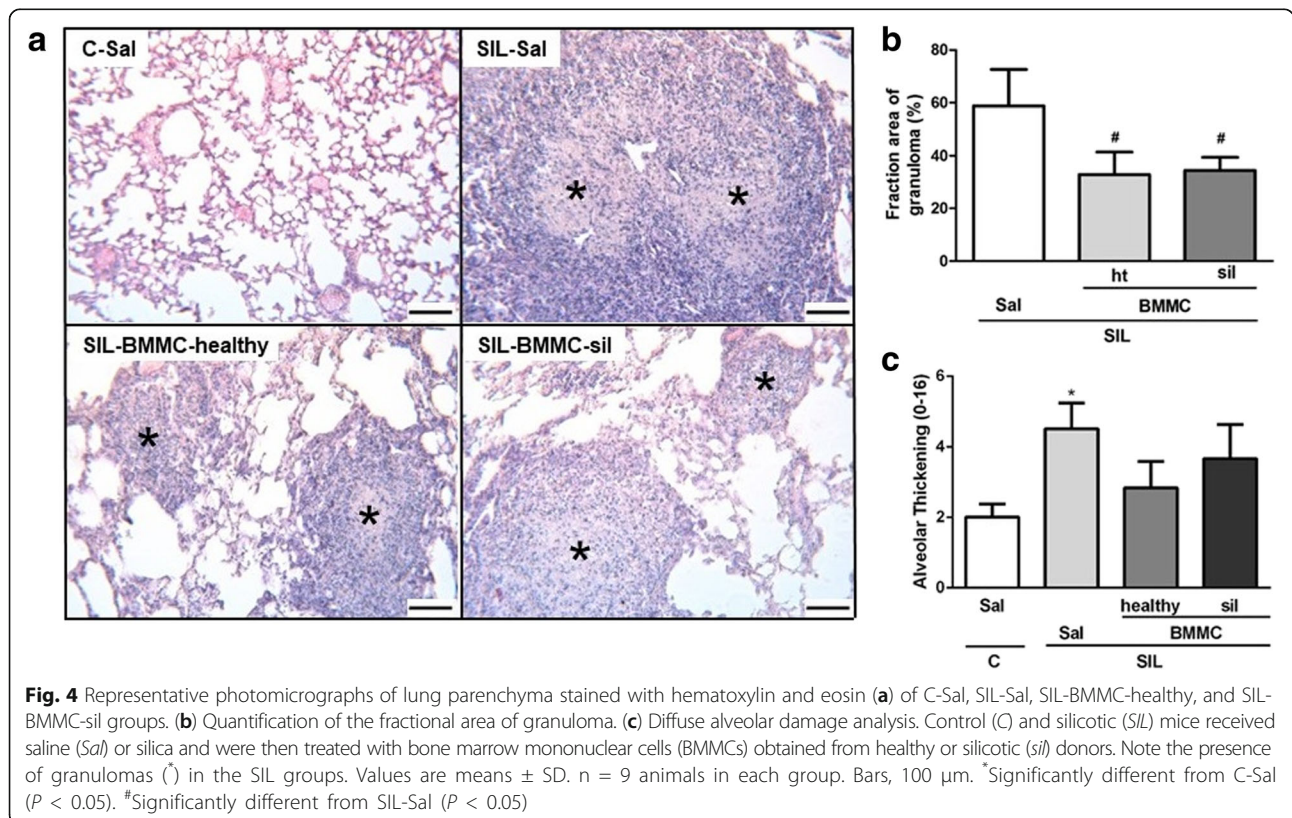 a
C-Sal
SIL-Sal
*
*
SIL-BMMC-healthy
*
*
SIL-BMMC-sil
*
*
b
Fraction area of
granuloma (%)
80
60
40
20
0
#
#
ht
sil
Sal
BMMC
SIL
c
Alveolar Thickening (0-16)
8
6
4
2
0
*
Sal
healthy
sil
Sal
BMMC
C
SIL
Fig. 4 Representative photomicrographs of lung parenchyma stained with hematoxylin and eosin (a) of C-Sal, SIL-Sal, SIL-BMMC-healthy, and SIL-
BMMC-sil groups. (b) Quantification of the fractional area of granuloma. (c) Diffuse alveolar damage analysis. Control (C) and silicotic (SIL) mice received
saline (Sal) or silica and were then treated with bone marrow mononuclear cells (BMMCs) obtained from healthy or silicotic (sil) donors. Note the presence
of granulomas (*) in the SIL groups. Values are means ± SD. n = 9 animals in each group. Bars, 100 μm. *Significantly different from C-Sal
(P < 0.05). #Significantly different from SIL-Sal (P < 0.05)